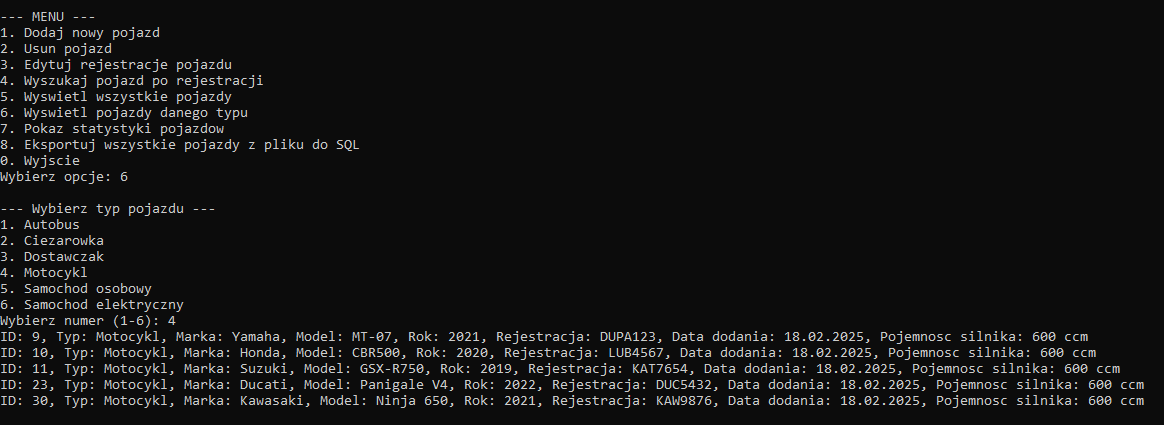 --- MENU ---
1. Dodaj nowy pojazd
2. Usun pojazd
3. Edytuj rejestracje pojazdu
4. Wyszukaj pojazd po rejestracji
5. Wyswietl wszystkie pojazdy
6. Wyswietl pojazdy danego typu
7. Pokaz statystyki pojazdow
8. Eksportuj wszystkie pojazdy z pliku do SQL
0. Wyjscie
Wybierz opcje: 6
--- Wybierz typ pojazdu ---
1. Autobus
2. Ciezarowka
3. Dostawczak
4. Motocykl
5. Samochod osobowy
6. Samochod elektryczny
Wybierz numer (1-6): 4
ID: 9, Typ: Motocykl, Marka: Yamaha, Model: MT-07, Rok: 2021, Rejestracja: DUPA123, Data dodania: 18.02.2025, Pojemnosc silnika: 600 ccm
ID: 10, Typ: Motocykl, Marka: Honda, Model: CBR500, Rok: 2020, Rejestracja: LUB4567, Data dodania: 18.02.2025, Pojemnosc silnika: 600 ccm
ID: 11, Typ: Motocykl, Marka: Suzuki, Model: GSX-R750, Rok: 2019, Rejestracja: KAT7654, Data dodania: 18.02.2025, Pojemnosc silnika: 600 ccm
ID: 23, Typ: Motocykl, Marka: Ducati, Model: Panigale V4, Rok: 2022, Rejestracja: DUC5432, Data dodania: 18.02.2025, Pojemnosc silnika: 600 ccm
ID: 30, Typ: Motocykl, Marka: Kawasaki, Model: Ninja 650, Rok: 2021, Rejestracja: KAW9876, Data dodania: 18.02.2025, Pojemnosc silnika: 600 ccm